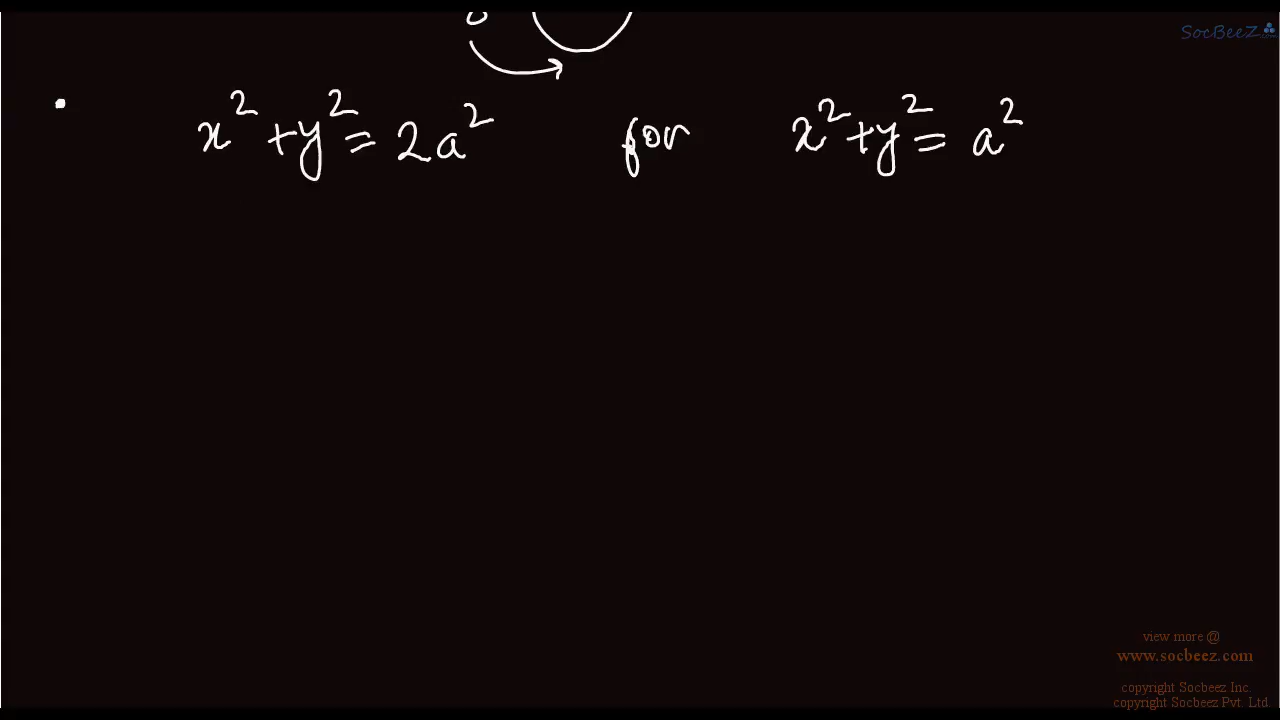 SocBeeZ.com
x² + y² = 2a² for x² + y² = a²
view more @
www.socbeez.com
copyright Socbeez Inc.
copyright Socbeez Pvt. Ltd.